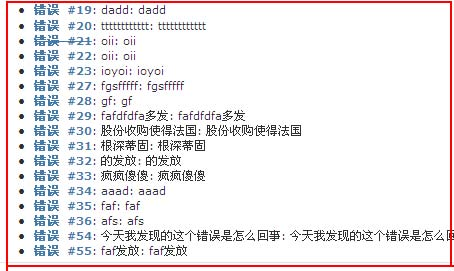 错误 #19: dadd: dadd
错误 #20: tttttttttttt: tttttttttttt
错误 #21: oii: oii
错误 #22: oii: oii
错误 #23: ioyoi: ioyoi
错误 #27: fgsfffff: fgsfffff
错误 #28: gf: gf
错误 #29: fafdfdfa多发: fafdfdfa多发
错误 #30: 股份收购使得法国: 股份收购使得法国
错误 #31: 根深蒂固: 根深蒂固
错误 #32: 的发放: 的发放
错误 #33: 疯疯傻傻: 疯疯傻傻
错误 #34: aaad: aaad
错误 #35: faf: faf
错误 #36: afs: afs
错误 #54: 今天我发现的这个错误是怎么回事: 今天我发现的这个错误是怎么回
错误 #55: faf发放: faf发放